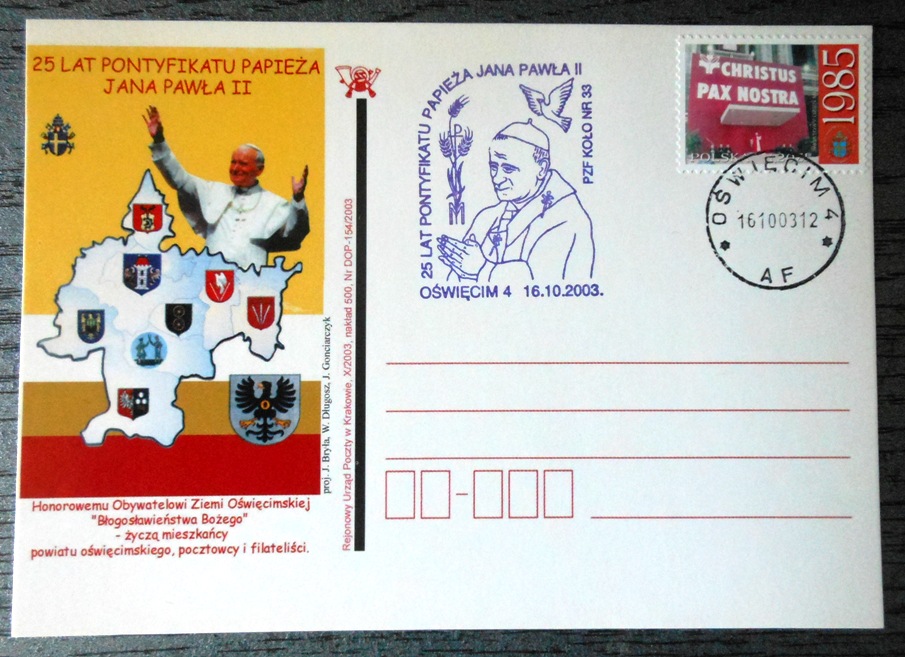 25 LAT PONTYFIKATU PAPIEŻA
JANA PAWŁA II
Honorowemu Obywatelowi Ziemi Oświęcimskiej
"Błogosławieństwa Bożego"
- życzą mieszkańcy
powiatu oświęcimskiego, pocztowcy i filateliści.
proj. J. Bryła, W. Długosz, J. Gonciarczyk
Rejonowy Urząd Poczty w Krakowie, X/2003, nakład 500, Nr DOP-154/2003
25 LAT PONTYFIKATU PAPIEŻA JANA PAWŁA II
PZF KOŁO NR 33
OŚWIĘCIM 4 16.10.2003.
CHRISTUS
PAX NOSTRA
1985
POLSKA
OŚWIĘCIM 4
16100312
AF